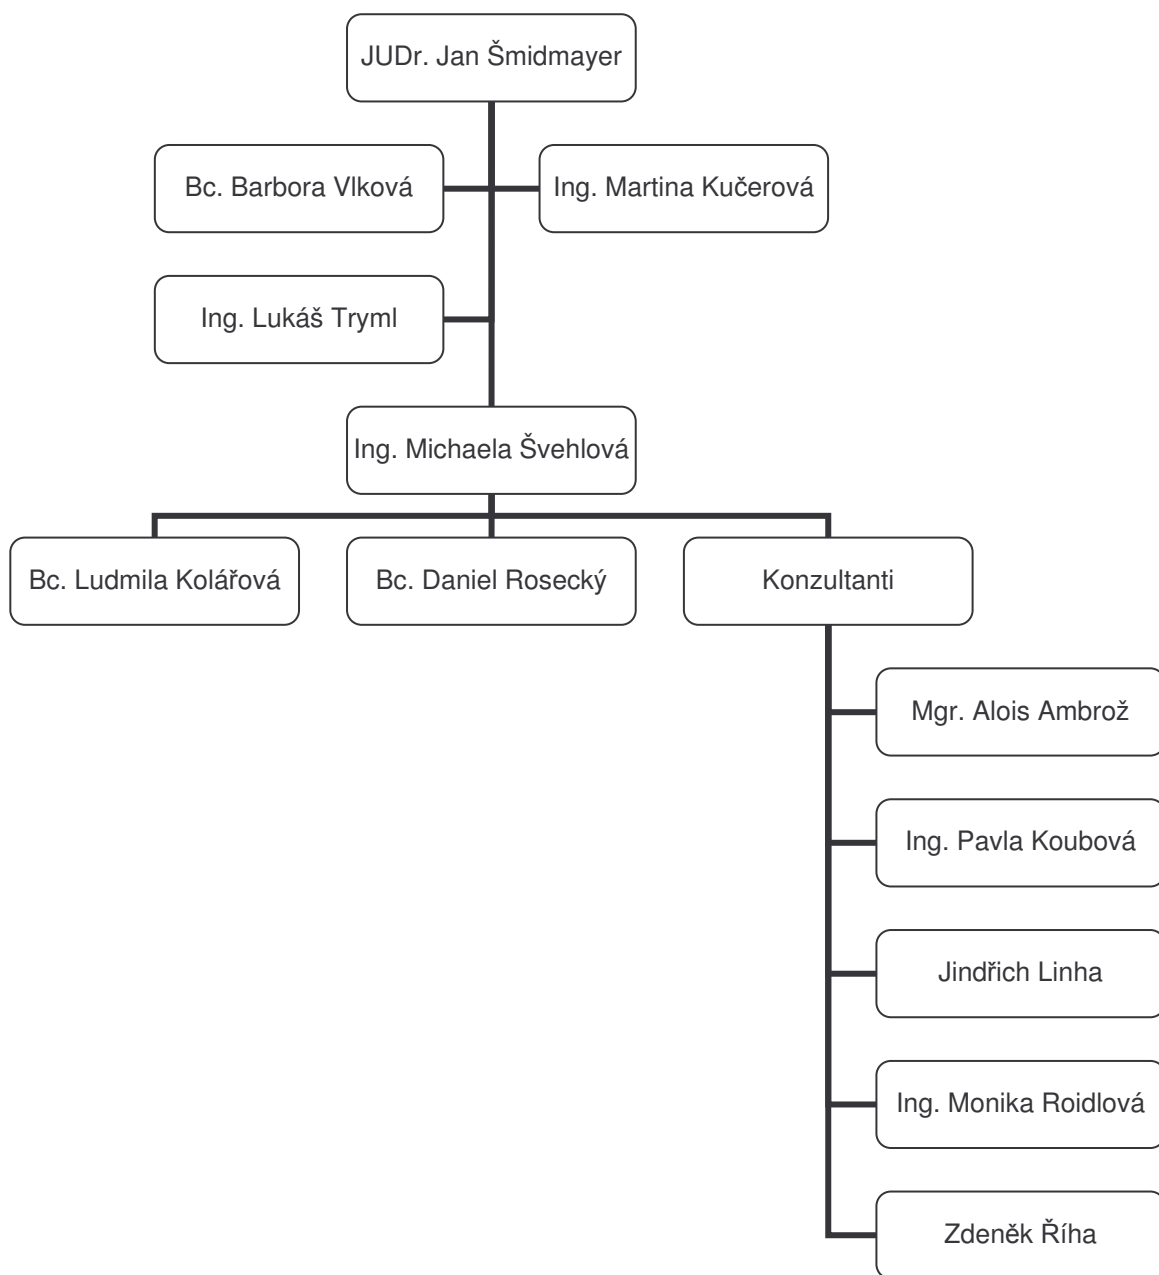 JUDr. Jan Šmidmayer
Bc. Barbora Vlková
Ing. Martina Kučerová
Ing. Lukáš Tryml
Ing. Michaela Švehlová
Bc. Ludmila Kolářová
Bc. Daniel Rosecký
Konzultanti
Mgr. Alois Ambrož
Ing. Pavla Koubová
Jindřich Linha
Ing. Monika Roidlová
Zdeněk Říha